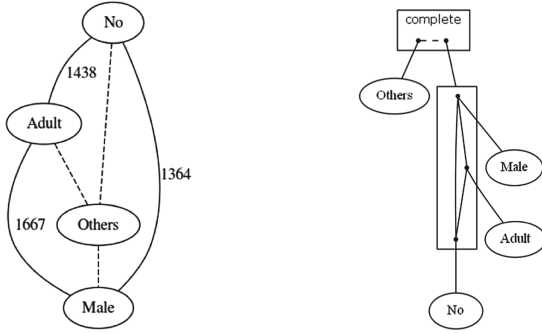 No
1438
Adult
1364
1667
Others
Male
complete
Others
Male
Adult
No